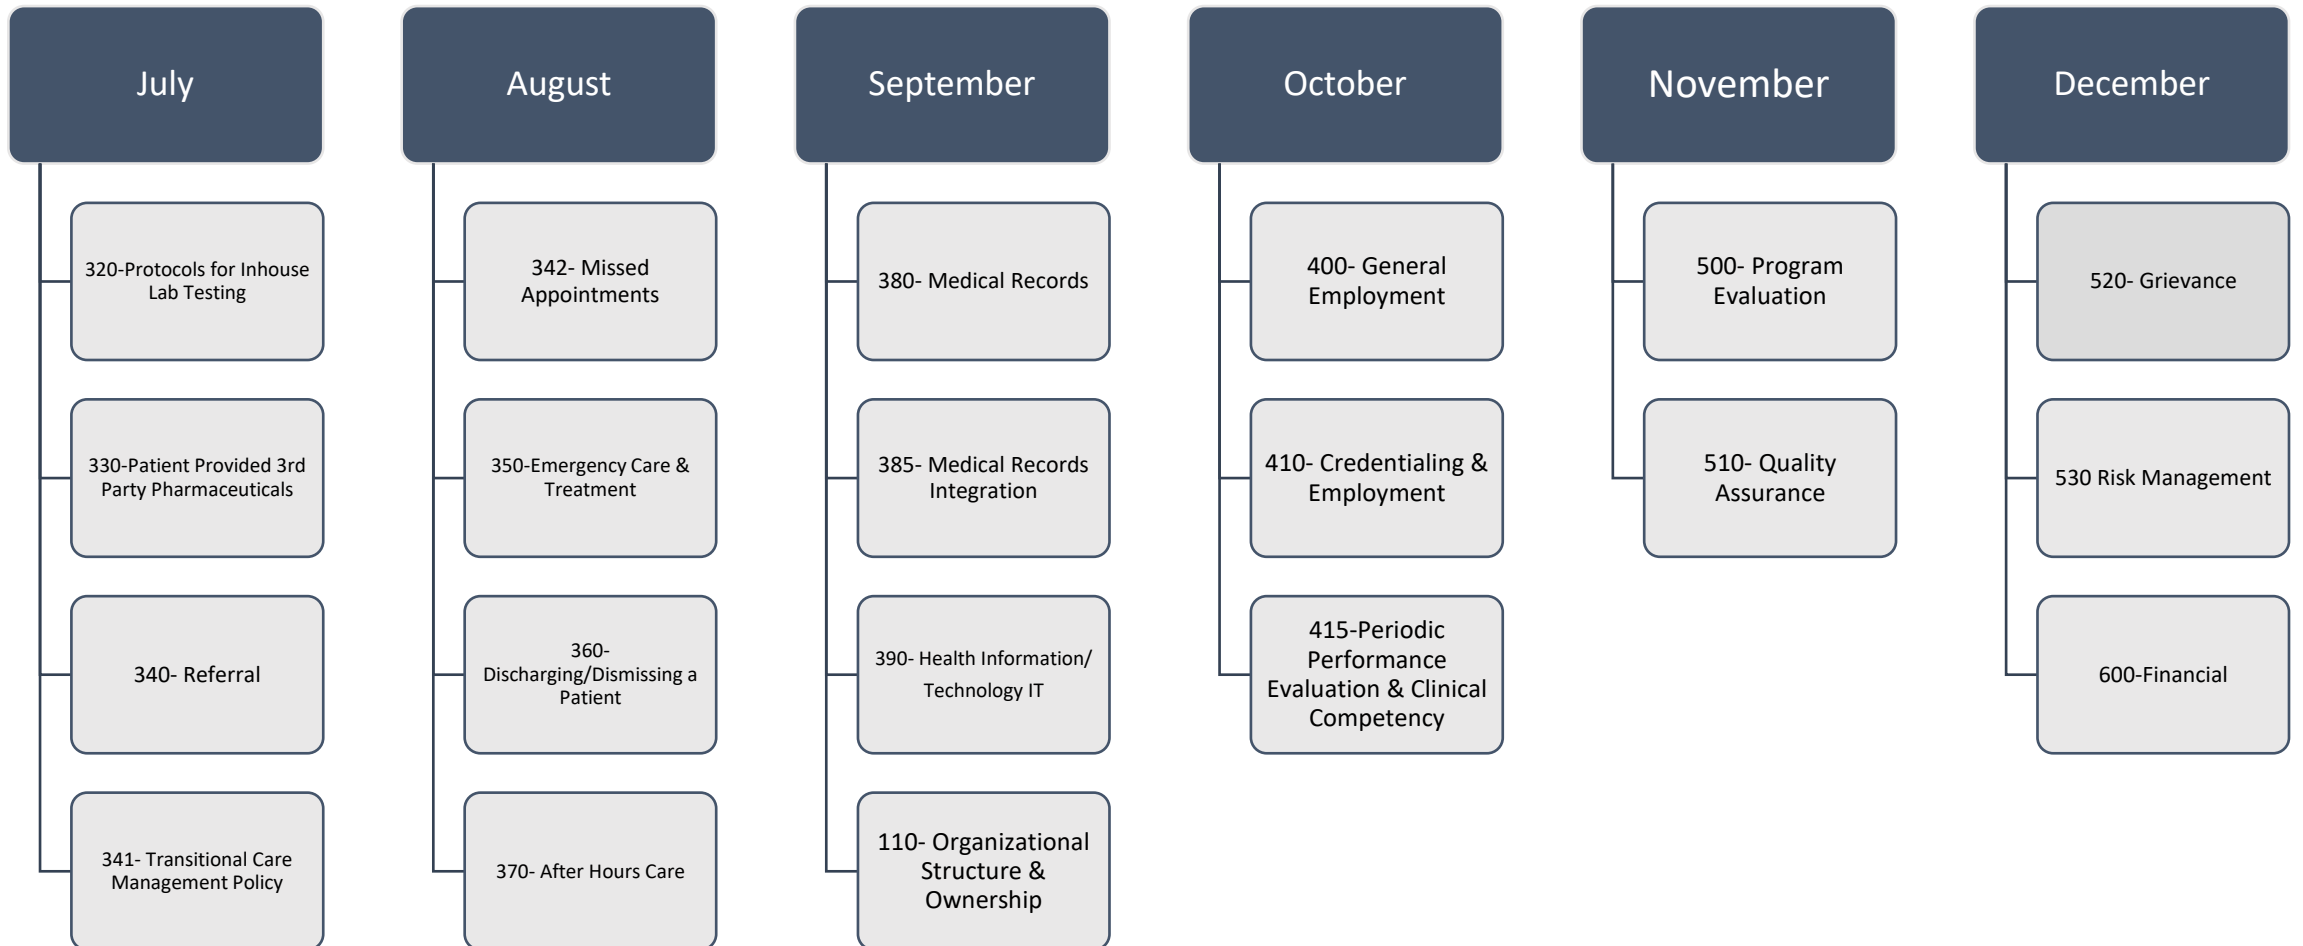 July
320-Protocols for Inhouse
Lab Testing
330-Patient Provided 3rd
Party Pharmaceuticals
340- Referral
341- Transitional Care
Management Policy
August
342- Missed
Appointments
350-Emergency Care &
Treatment
360-
Discharging/Dismissing a
Patient
370- After Hours Care
September
380- Medical Records
385- Medical Records
Integration
390- Health Information/
Technology IT
110- Organizational
Structure &
Ownership
October
400- General
Employment
410- Credentialing &
Employment
415-Periodic
Performance
Evaluation & Clinical
Competency
November
500- Program
Evaluation
510- Quality
Assurance
December
520- Grievance
530 Risk Management
600-Financial